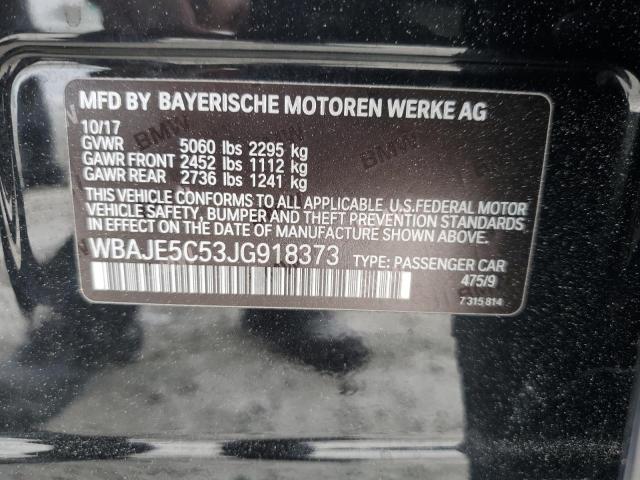 MFD BY BAYERISCHE MOTOREN WERKE AG
10/17
GVWR 5060 lbs 2295 kg
GAWR FRONT 2452 lbs 1112 kg
GAWR REAR 2736 lbs 1241 kg
THIS VEHICLE CONFORMS TO ALL APPLICABLE U.S.FEDERAL MOTOR
VEHICLE SAFETY, BUMPER AND THEFT PREVENTION STANDARDS
IN EFFECT ON THE DATE OF MANUFACTURE SHOWN ABOVE.
WBAJE5C53JG918373 TYPE: PASSENGER CAR
475/9
7 315 814
BMW
BMW